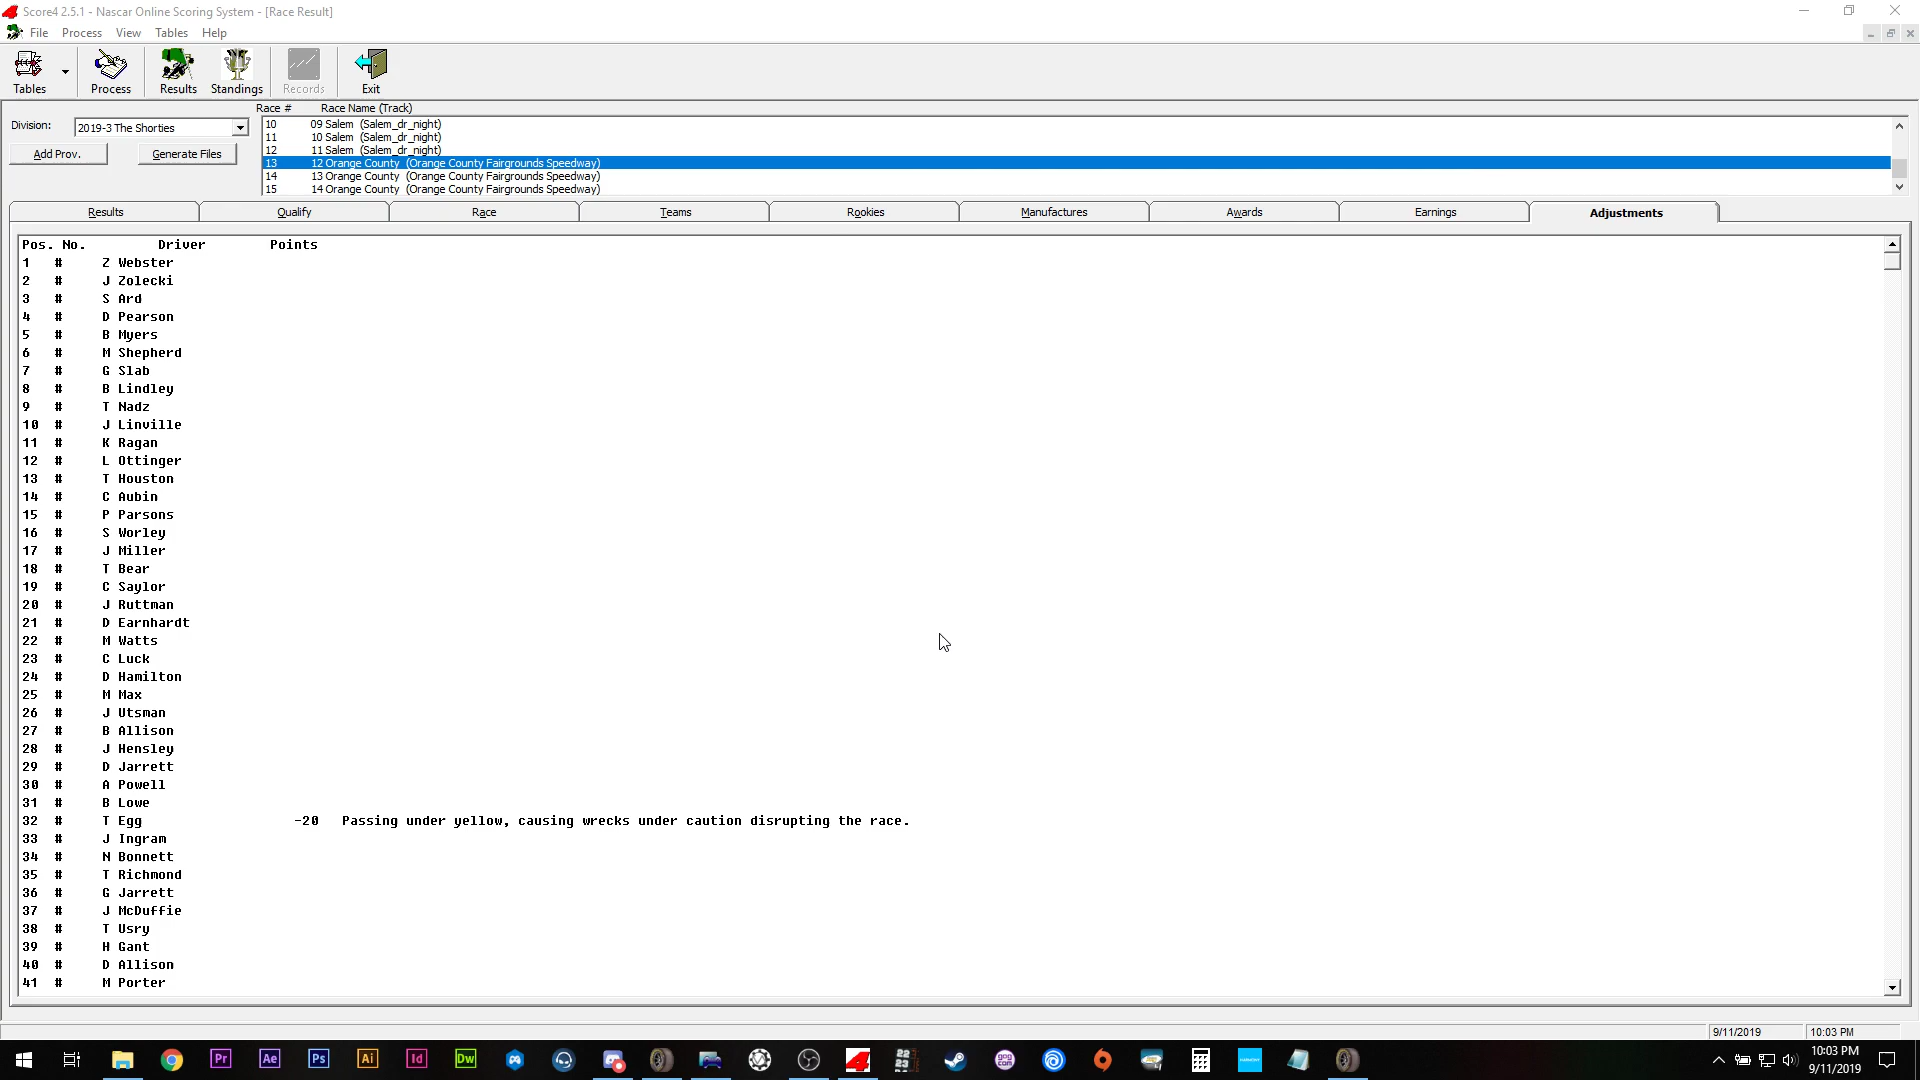 Score4 2.5.1 - Nascar Online Scoring System - [Race Result]
File Process View Tables Help
Tables Process Results Standings Records Exit
Race # Race Name (Track)
Division: 2019-3 The Shorties
Add Prov. Generate Files
10 09 Salem (Salem_dr_night)
11 10 Salem (Salem_dr_night)
12 11 Salem (Salem_dr_night)
13 12 Orange County (Orange County Fairgrounds Speedway)
14 13 Orange County (Orange County Fairgrounds Speedway)
15 14 Orange County (Orange County Fairgrounds Speedway)
Results Qualify Race Teams Rookies Manufactures Awards Earnings Adjustments
Pos. No. Driver Points
1 # Z Webster
2 # J Zolecki
3 # S Ard
4 # D Pearson
5 # B Myers
6 # M Shepherd
7 # G Slab
8 # B Lindley
9 # T Nadz
10 # J Linville
11 # K Ragan
12 # L Ottinger
13 # T Houston
14 # C Aubin
15 # P Parsons
16 # S Worley
17 # J Miller
18 # T Bear
19 # C Saylor
20 # J Ruttman
21 # D Earnhardt
22 # M Watts
23 # C Luck
24 # D Hamilton
25 # M Max
26 # J Utsman
27 # B Allison
28 # J Hensley
29 # D Jarrett
30 # A Powell
31 # B Lowe
32 # T Egg -20 Passing under yellow, causing wrecks under caution disrupting the race.
33 # J Ingram
34 # N Bonnett
35 # T Richmond
36 # G Jarrett
37 # J McDuffie
38 # T Usry
39 # H Gant
40 # D Allison
41 # M Porter
9/11/2019 10:03 PM
Pr Ae Ps Ai Id Dw
10:03 PM
9/11/2019